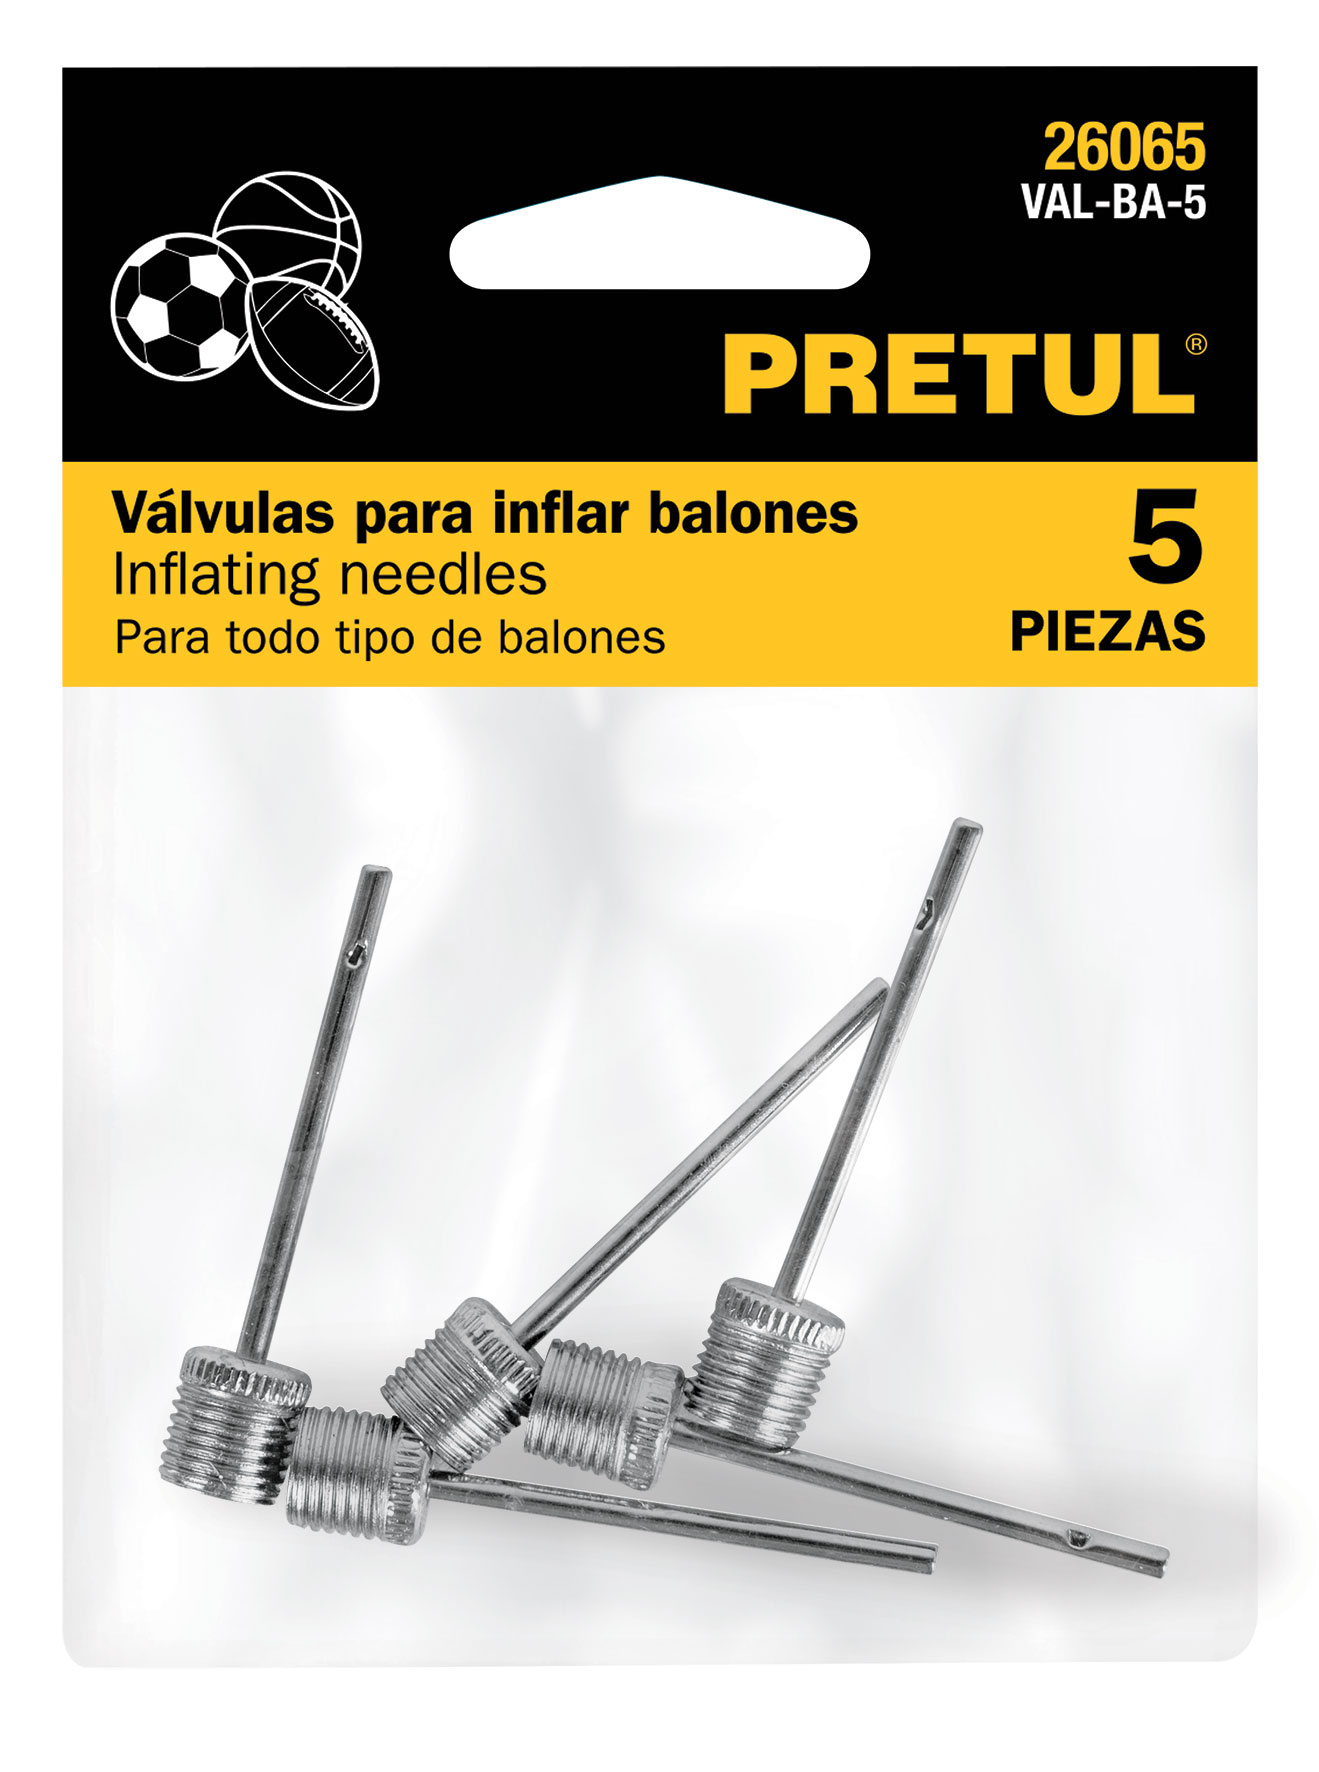 26065
VAL-BA-5
PRETUL®
Válvulas para inflar balones
Inflating needles
Para todo tipo de balones
5
PIEZAS